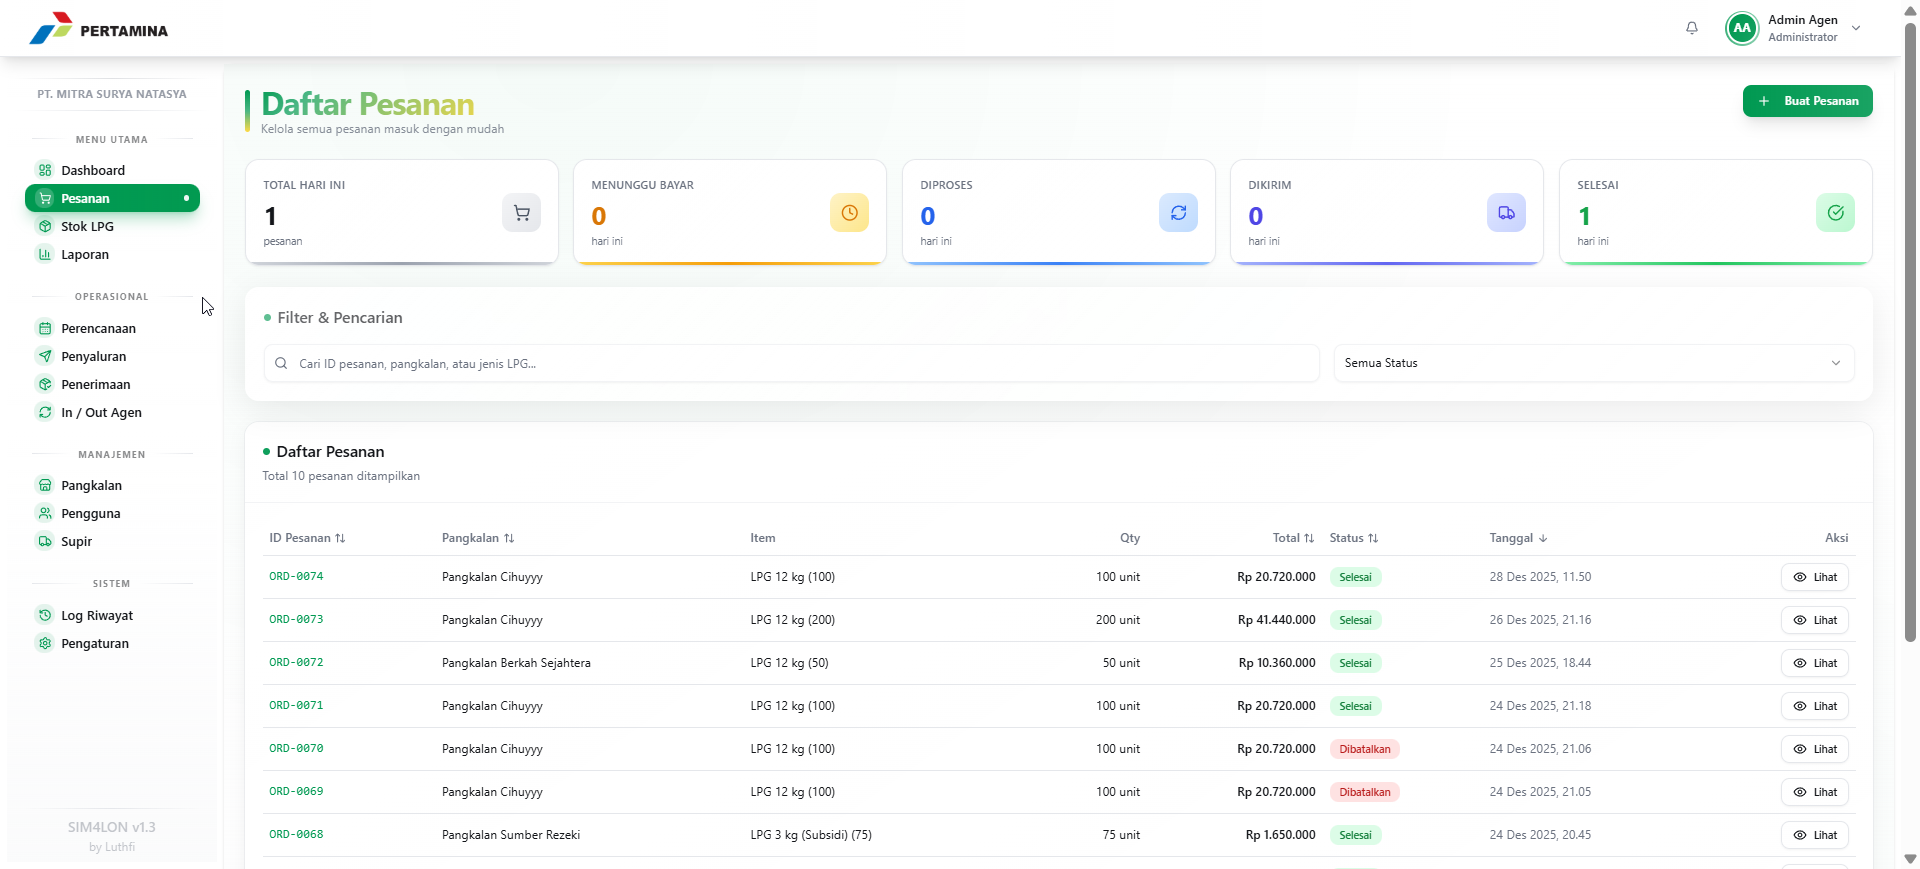 PERTAMINA
AA
Admin Agen
Administrator
PT. MITRA SURYA NATASYA
MENU UTAMA
Dashboard
Pesanan
Stok LPG
Laporan
OPERASIONAL
Perencanaan
Penyaluran
Penerimaan
In / Out Agen
MANAJEMEN
Pangkalan
Pengguna
Supir
SISTEM
Log Riwayat
Pengaturan
SIM4LON v1.3
by Luthfi
Daftar Pesanan
Kelola semua pesanan masuk dengan mudah
Buat Pesanan
TOTAL HARI INI
1
pesanan
MENUNGGU BAYAR
0
hari ini
DIPROSES
0
hari ini
DIKIRIM
0
hari ini
SELESAI
1
hari ini
Filter & Pencarian
Cari ID pesanan, pangkalan, atau jenis LPG...
Semua Status
Daftar Pesanan
Total 10 pesanan ditampilkan
ID Pesanan Pangkalan Item Qty Total Status Tanggal Aksi
ORD-0074 Pangkalan Cihuyyy LPG 12 kg (100) 100 unit Rp 20.720.000 Selesai 28 Des 2025, 11.50 Lihat
ORD-0073 Pangkalan Cihuyyy LPG 12 kg (200) 200 unit Rp 41.440.000 Selesai 26 Des 2025, 21.16 Lihat
ORD-0072 Pangkalan Berkah Sejahtera LPG 12 kg (50) 50 unit Rp 10.360.000 Selesai 25 Des 2025, 18.44 Lihat
ORD-0071 Pangkalan Cihuyyy LPG 12 kg (100) 100 unit Rp 20.720.000 Selesai 24 Des 2025, 21.18 Lihat
ORD-0070 Pangkalan Cihuyyy LPG 12 kg (100) 100 unit Rp 20.720.000 Dibatalkan 24 Des 2025, 21.06 Lihat
ORD-0069 Pangkalan Cihuyyy LPG 12 kg (100) 100 unit Rp 20.720.000 Dibatalkan 24 Des 2025, 21.05 Lihat
ORD-0068 Pangkalan Sumber Rezeki LPG 3 kg (Subsidi) (75) 75 unit Rp 1.650.000 Selesai 24 Des 2025, 20.45 Lihat